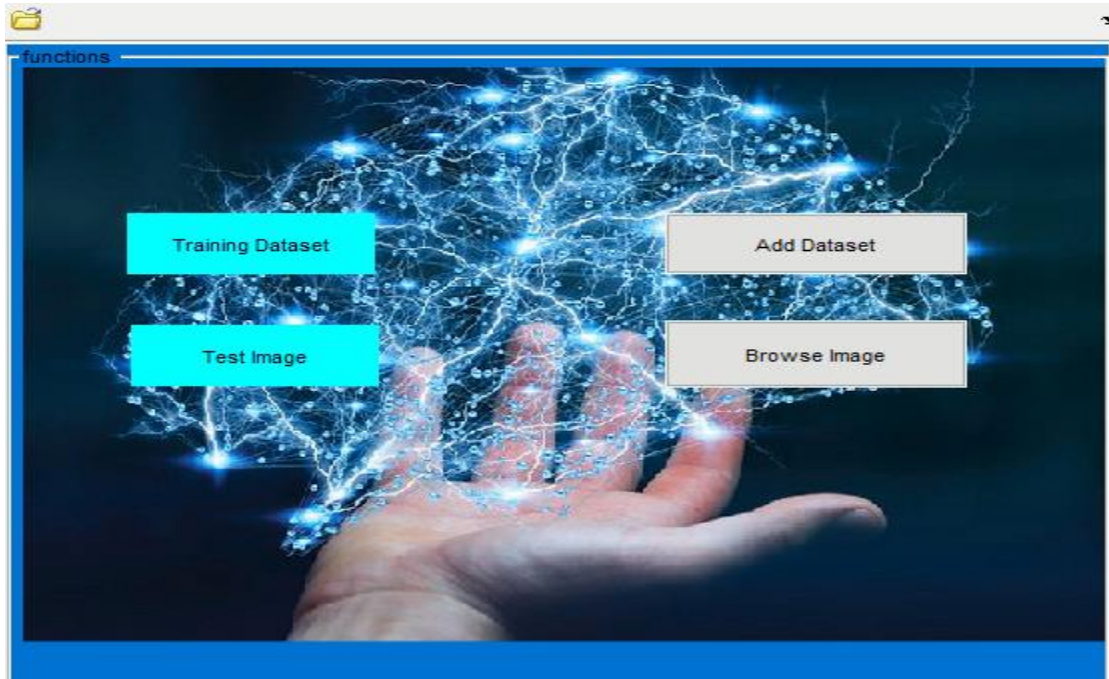 functions
Training Dataset
Add Dataset
Test Image
Browse Image